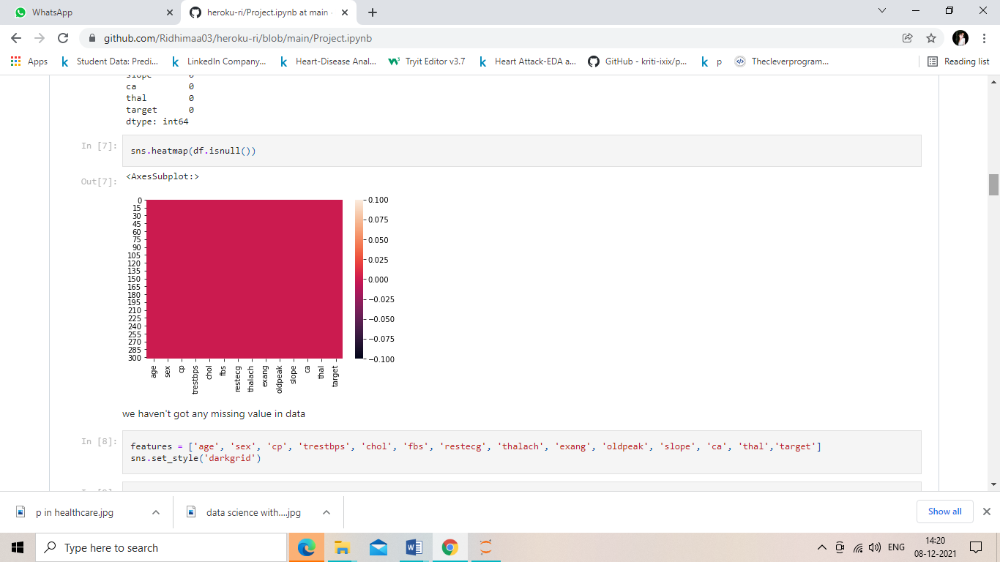 WhatsApp
heroku-ri/Project.ipynb at main ·
github.com/Ridhimaa03/heroku-ri/blob/main/Project.ipynb
Apps
Student Data: Predi...
LinkedIn Company...
Heart-Disease Anal...
Tryit Editor v3.7
Heart Attack-EDA a...
GitHub - kriti-ixix/p...
p
Thecleverprogram...
Reading list
slope 0
ca 0
thal 0
target 0
dtype: int64
In [7]:
sns.heatmap(df.isnull())
Out[7]:
<AxesSubplot:>
0
15
30
45
60
75
90
105
120
135
150
165
180
195
210
225
240
255
270
285
300
age
sex
cp
trestbps
chol
fbs
restecg
thalach
exang
oldpeak
slope
ca
thal
target
0.100
0.075
0.050
0.025
0.000
−0.025
−0.050
−0.075
−0.100
we haven't got any missing value in data
In [8]:
features = ['age', 'sex', 'cp', 'trestbps', 'chol', 'fbs', 'restecg', 'thalach', 'exang', 'oldpeak', 'slope', 'ca', 'thal','target']
sns.set_style('darkgrid')
p in healthcare.jpg
data science with....jpg
Show all
Type here to search
ENG
14:20
08-12-2021